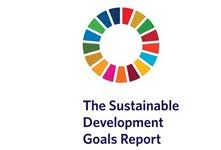 The Sustainable
Development
Goals Report